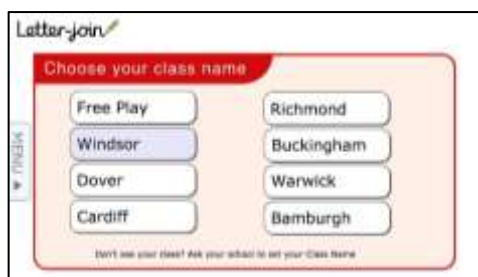 Letter-join
Choose your class name
Free Play
Windsor
Dover
Cardiff
Richmond
Buckingham
Warwick
Bamburgh
MENU
Don't see your class? Ask your school to set your Class Name